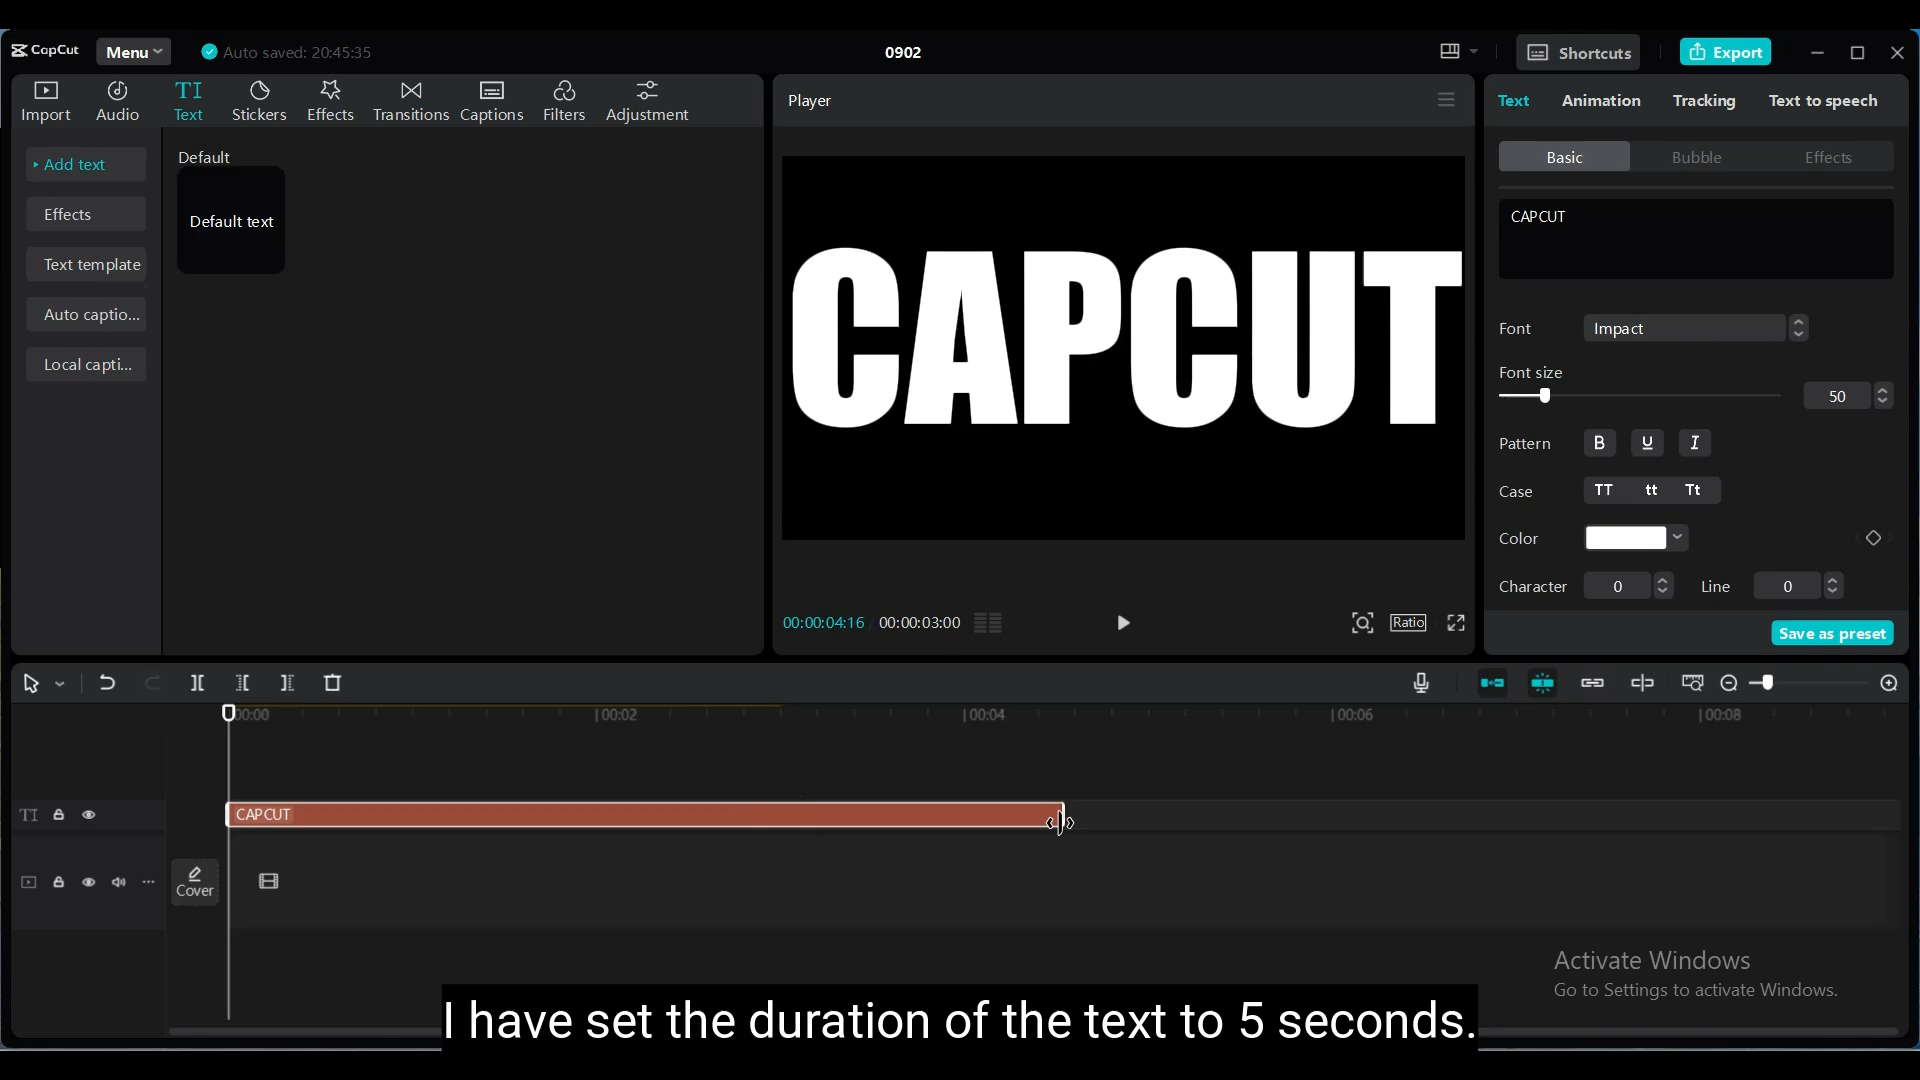 CapCut
Menu
Auto saved: 20:45:35
0902
Shortcuts
Export
Import
Audio
TI
Text
Stickers
Effects
Transitions
Captions
Filters
Adjustment
Player
Text
Animation
Tracking
Text to speech
Add text
Effects
Text template
Auto captio...
Local capti...
Default
Default text
CAPCUT
Basic
Bubble
Effects
CAPCUT
Font
Impact
Font size
50
Pattern
B
U
I
Case
TT
tt
Tt
Color
Character
0
Line
0
00:00:04:16
00:00:03:00
Ratio
Save as preset
00:00
00:02
00:04
00:06
00:08
TI
CAPCUT
Cover
Activate Windows
Go to Settings to activate Windows.
I have set the duration of the text to 5 seconds.